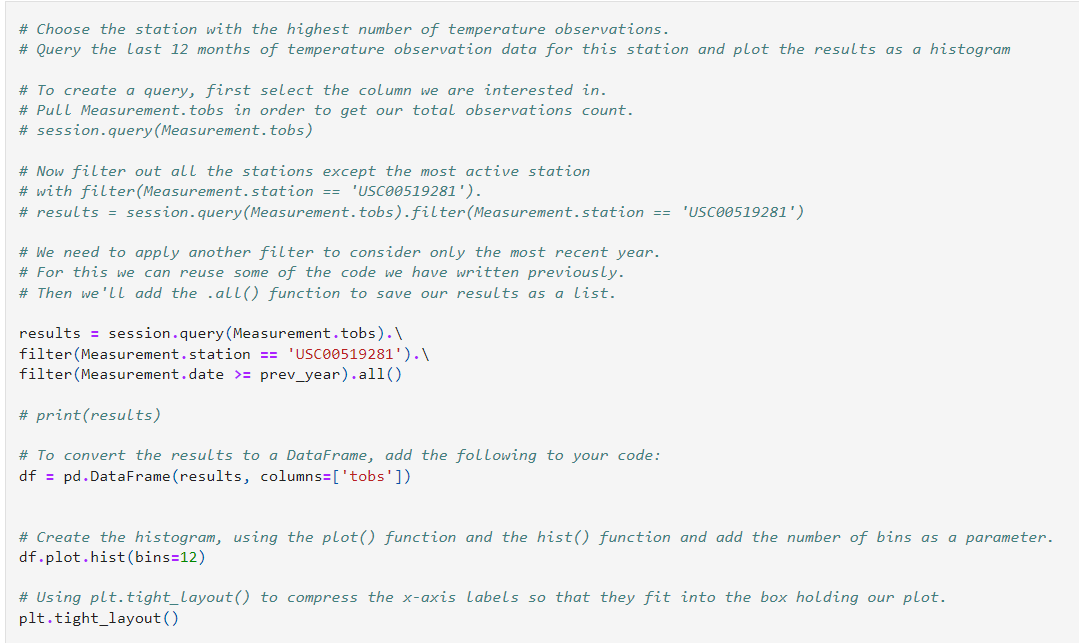 # Choose the station with the highest number of temperature observations.
# Query the last 12 months of temperature observation data for this station and plot the results as a histogram
# To create a query, first select the column we are interested in.
# Pull Measurement.tobs in order to get our total observations count.
# session.query(Measurement.tobs)
# Now filter out all the stations except the most active station
# with filter(Measurement.station == 'USC00519281').
# results = session.query(Measurement.tobs).filter(Measurement.station == 'USC00519281')
# We need to apply another filter to consider only the most recent year.
# For this we can reuse some of the code we have written previously.
# Then we'll add the .all() function to save our results as a list.
results = session.query(Measurement.tobs).\
filter(Measurement.station == 'USC00519281').\
filter(Measurement.date >= prev_year).all()
# print(results)
# To convert the results to a DataFrame, add the following to your code:
df = pd.DataFrame(results, columns=['tobs'])
# Create the histogram, using the plot() function and the hist() function and add the number of bins as a parameter.
df.plot.hist(bins=12)
# Using plt.tight_layout() to compress the x-axis labels so that they fit into the box holding our plot.
plt.tight_layout()